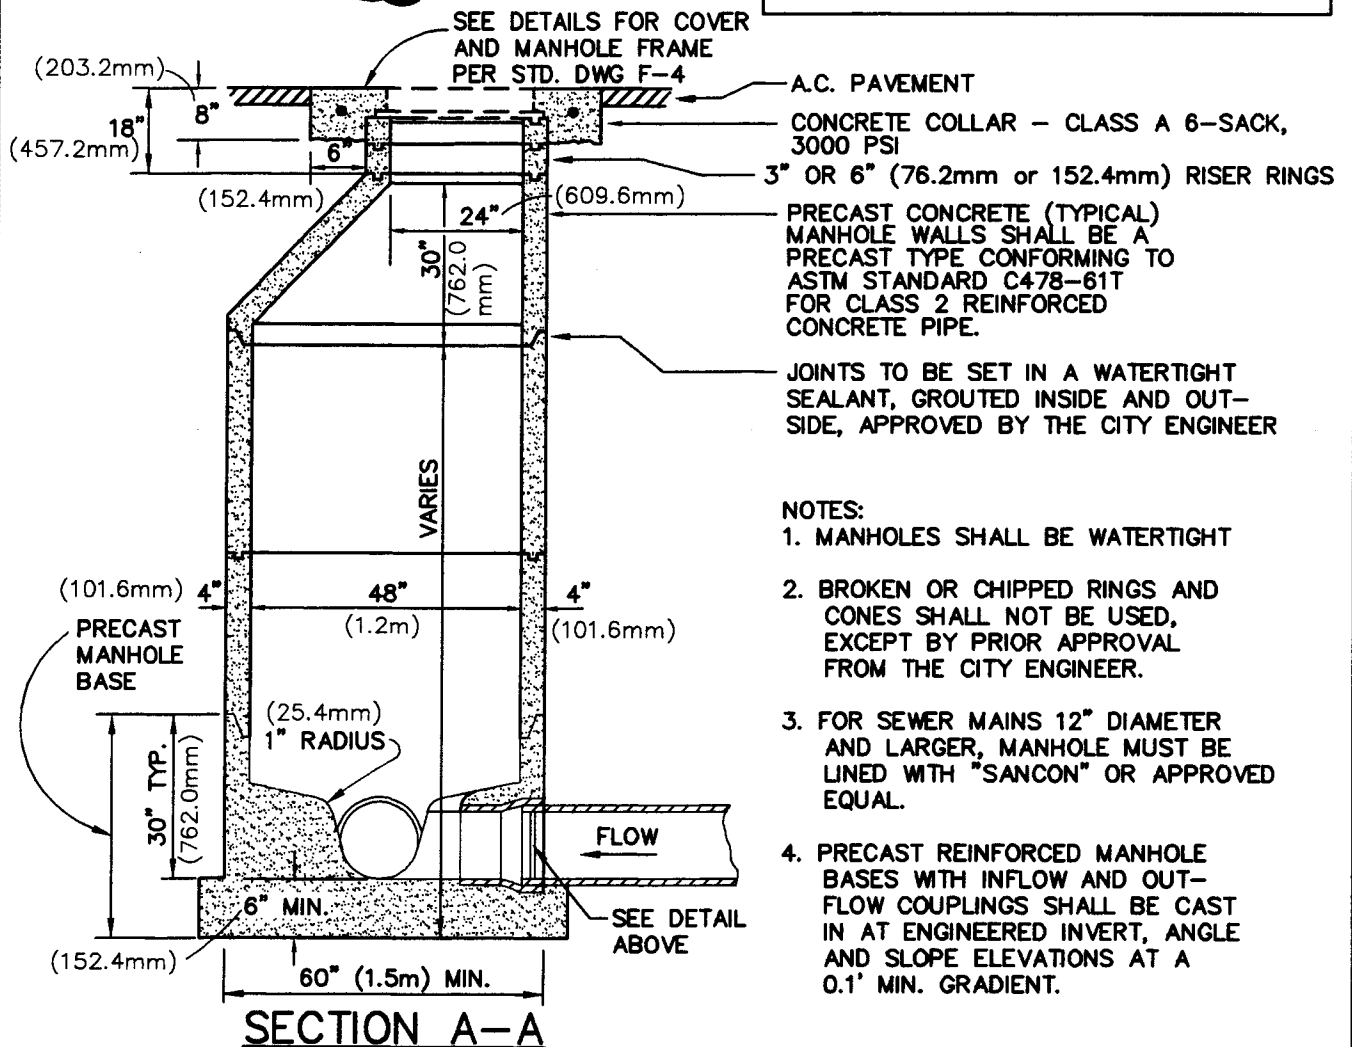 SEE DETAILS FOR COVER
AND MANHOLE FRAME
PER STD. DWG F-4
(203.2mm)
8"
18"
(457.2mm)
6"
(152.4mm)
A.C. PAVEMENT
CONCRETE COLLAR - CLASS A 6-SACK,
3000 PSI
3" OR 6" (76.2mm or 152.4mm) RISER RINGS
24"
(609.6mm)
30"
(762.0
mm)
PRECAST CONCRETE (TYPICAL)
MANHOLE WALLS SHALL BE A
PRECAST TYPE CONFORMING TO
ASTM STANDARD C478-61T
FOR CLASS 2 REINFORCED
CONCRETE PIPE.
JOINTS TO BE SET IN A WATERTIGHT
SEALANT, GROUTED INSIDE AND OUT-
SIDE, APPROVED BY THE CITY ENGINEER
VARIES
(101.6mm) 4"
48"
(1.2m)
4"
(101.6mm)
PRECAST
MANHOLE
BASE
(25.4mm)
1" RADIUS
30" TYP.
(762.0mm)
FLOW
6" MIN.
(152.4mm)
SEE DETAIL
ABOVE
60" (1.5m) MIN.
SECTION A-A
NOTES:
1. MANHOLES SHALL BE WATERTIGHT
2. BROKEN OR CHIPPED RINGS AND
CONES SHALL NOT BE USED,
EXCEPT BY PRIOR APPROVAL
FROM THE CITY ENGINEER.
3. FOR SEWER MAINS 12" DIAMETER
AND LARGER, MANHOLE MUST BE
LINED WITH "SANCON" OR APPROVED
EQUAL.
4. PRECAST REINFORCED MANHOLE
BASES WITH INFLOW AND OUT-
FLOW COUPLINGS SHALL BE CAST
IN AT ENGINEERED INVERT, ANGLE
AND SLOPE ELEVATIONS AT A
0.1' MIN. GRADIENT.